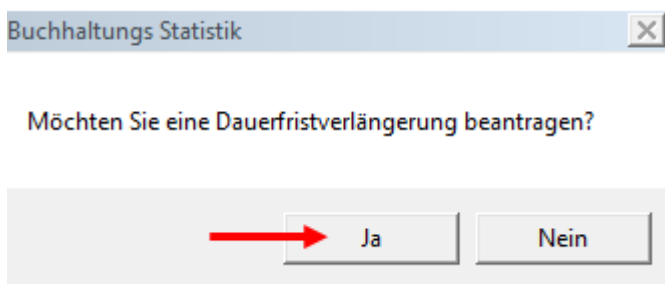 Buchhaltungs Statistik
Möchten Sie eine Dauerfristverlängerung beantragen?
Ja
Nein